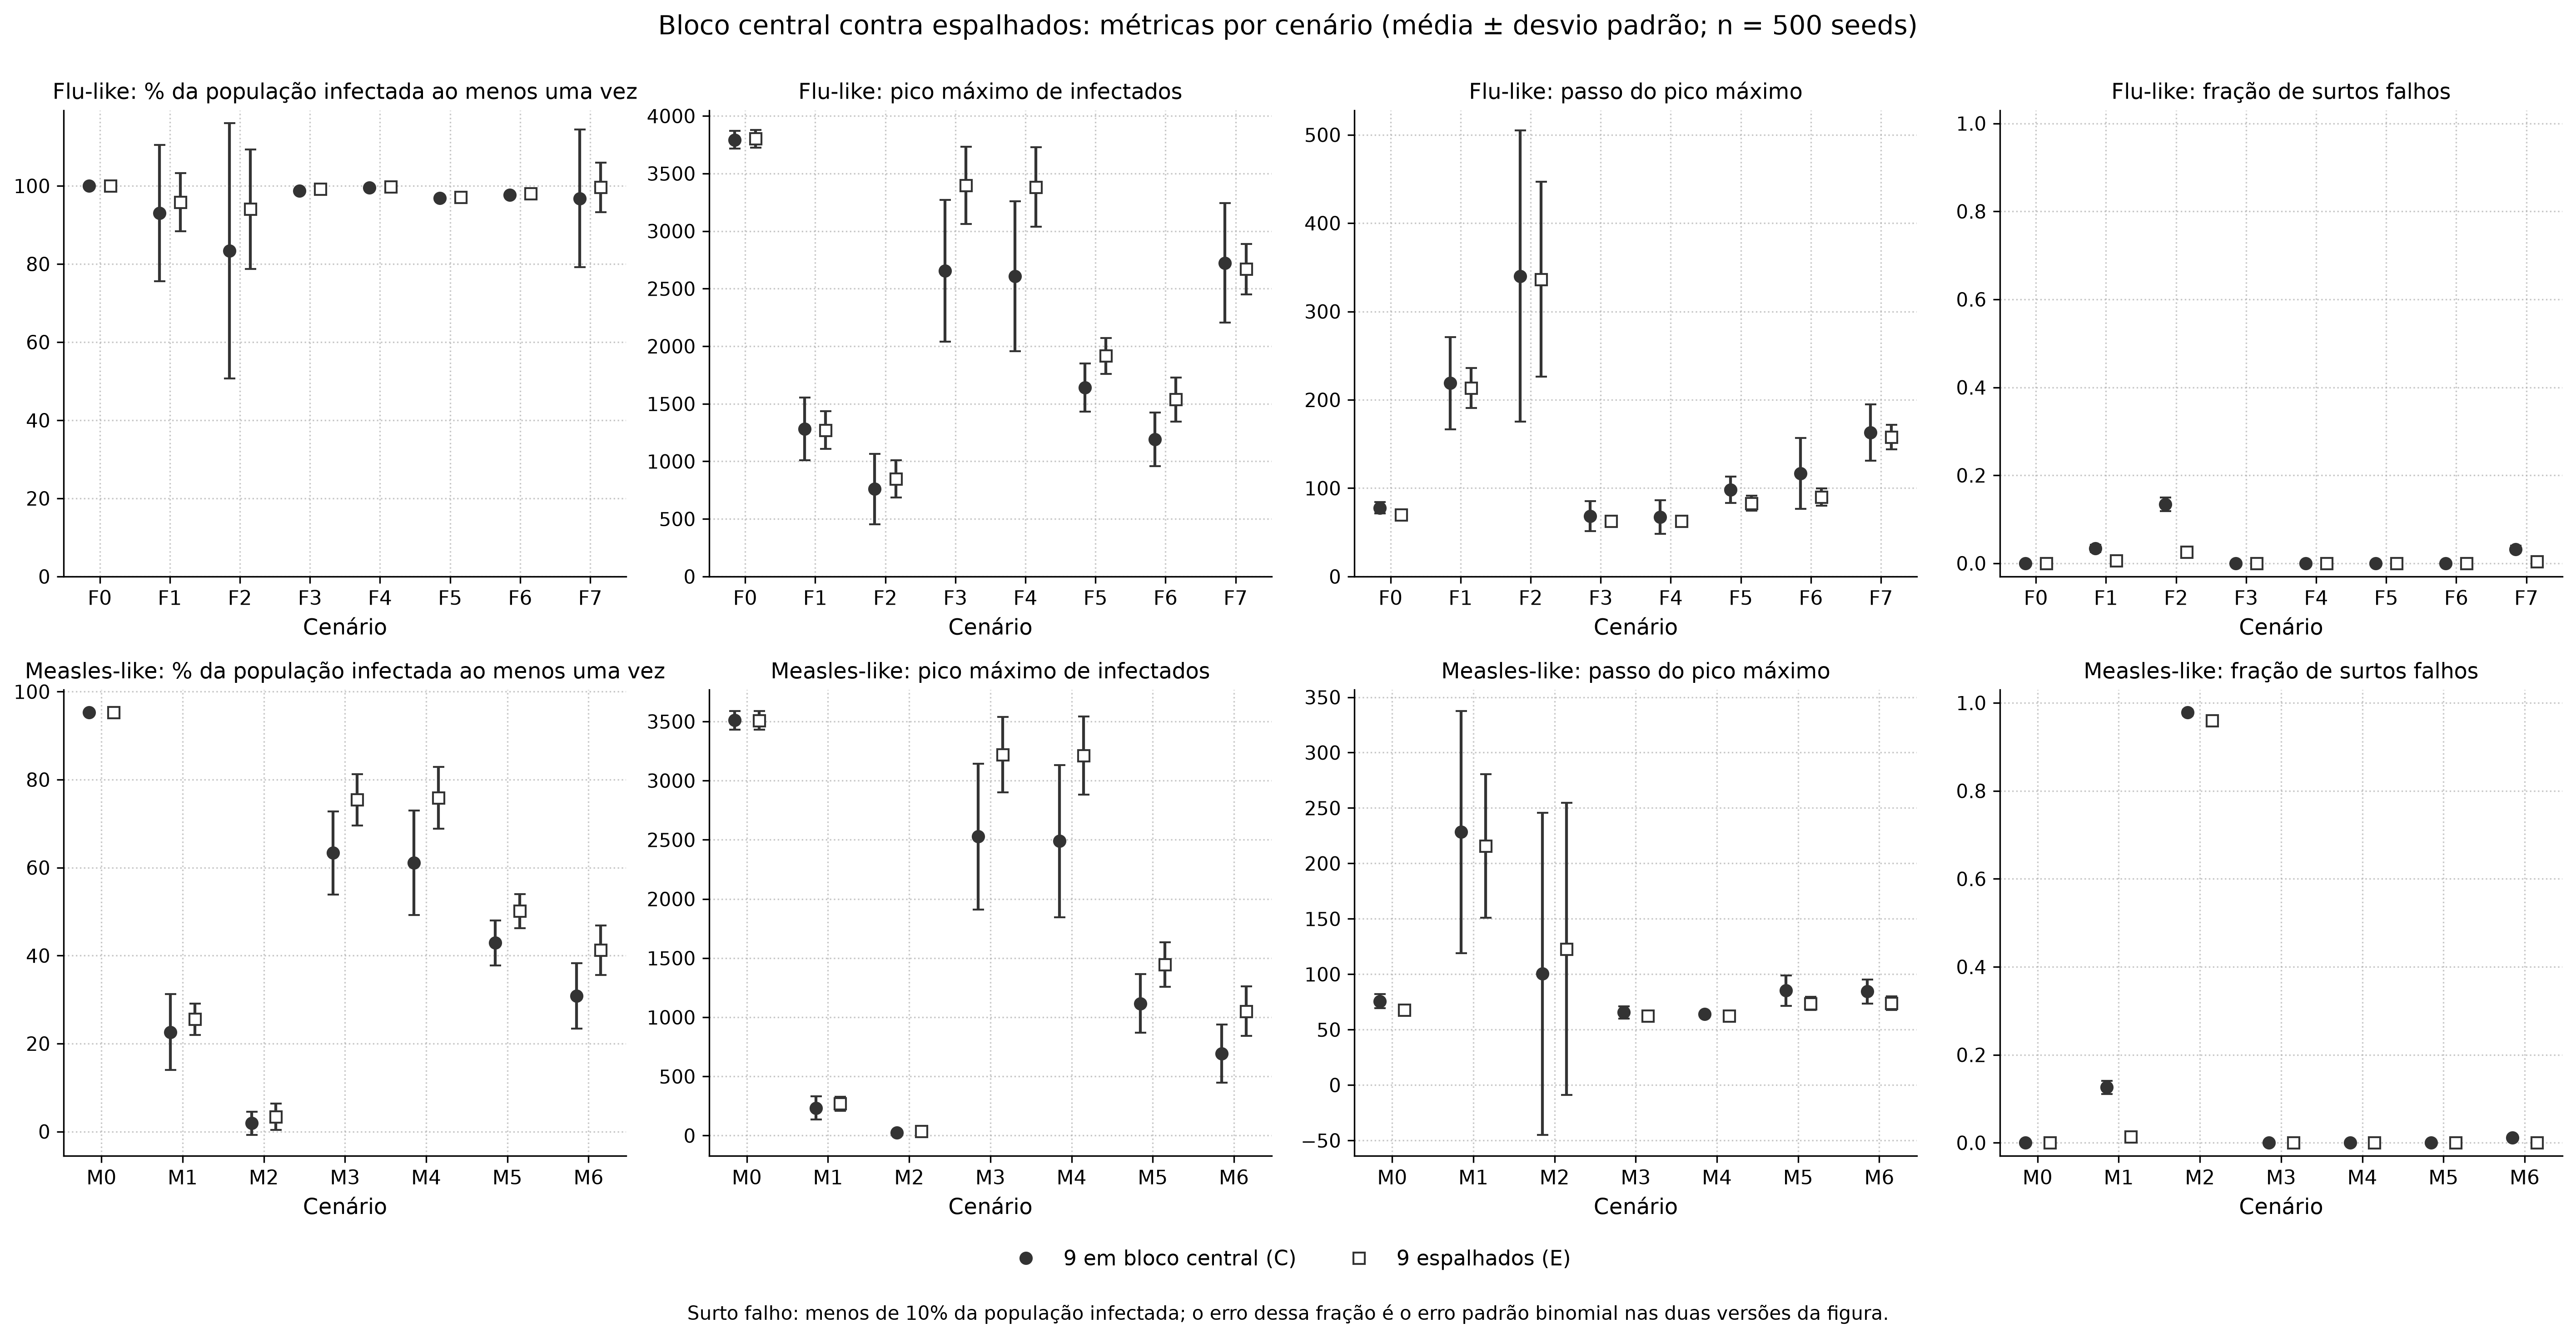 Bloco central contra espalhados: métricas por cenário (média ± desvio padrão; n = 500 seeds)
Flu-like: % da população infectada ao menos uma vez
100
80
60
40
20
0
F0 F1 F2 F3 F4 F5 F6 F7
Cenário
Flu-like: pico máximo de infectados
4000
3500
3000
2500
2000
1500
1000
500
0
F0 F1 F2 F3 F4 F5 F6 F7
Cenário
Flu-like: passo do pico máximo
500
400
300
200
100
0
F0 F1 F2 F3 F4 F5 F6 F7
Cenário
Flu-like: fração de surtos falhos
1.0
0.8
0.6
0.4
0.2
0.0
F0 F1 F2 F3 F4 F5 F6 F7
Cenário
Measles-like: % da população infectada ao menos uma vez
100
80
60
40
20
0
M0 M1 M2 M3 M4 M5 M6
Cenário
Measles-like: pico máximo de infectados
3500
3000
2500
2000
1500
1000
500
0
M0 M1 M2 M3 M4 M5 M6
Cenário
Measles-like: passo do pico máximo
350
300
250
200
150
100
50
0
−50
M0 M1 M2 M3 M4 M5 M6
Cenário
Measles-like: fração de surtos falhos
1.0
0.8
0.6
0.4
0.2
0.0
M0 M1 M2 M3 M4 M5 M6
Cenário
9 em bloco central (C) 9 espalhados (E)
Surto falho: menos de 10% da população infectada; o erro dessa fração é o erro padrão binomial nas duas versões da figura.